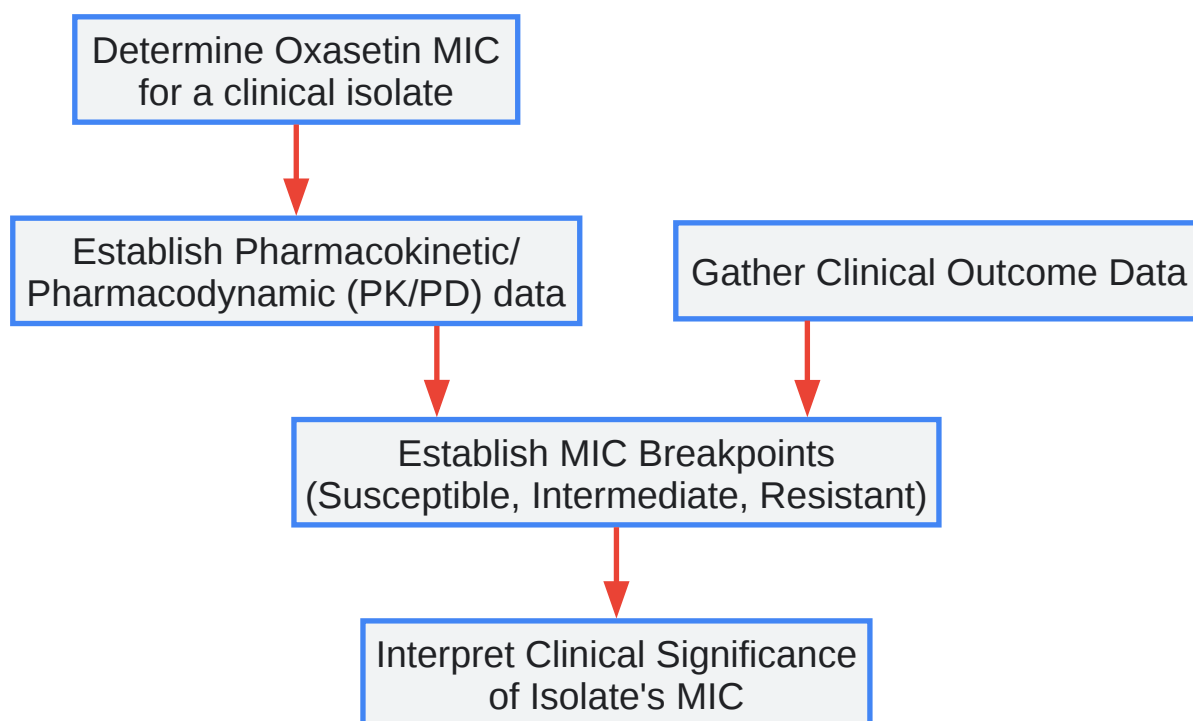 Determine Oxasetin MIC
for a clinical isolate
Establish Pharmacokinetic/
Pharmacodynamic (PK/PD) data
Gather Clinical Outcome Data
Establish MIC Breakpoints
(Susceptible, Intermediate, Resistant)
Interpret Clinical Significance
of Isolate's MIC